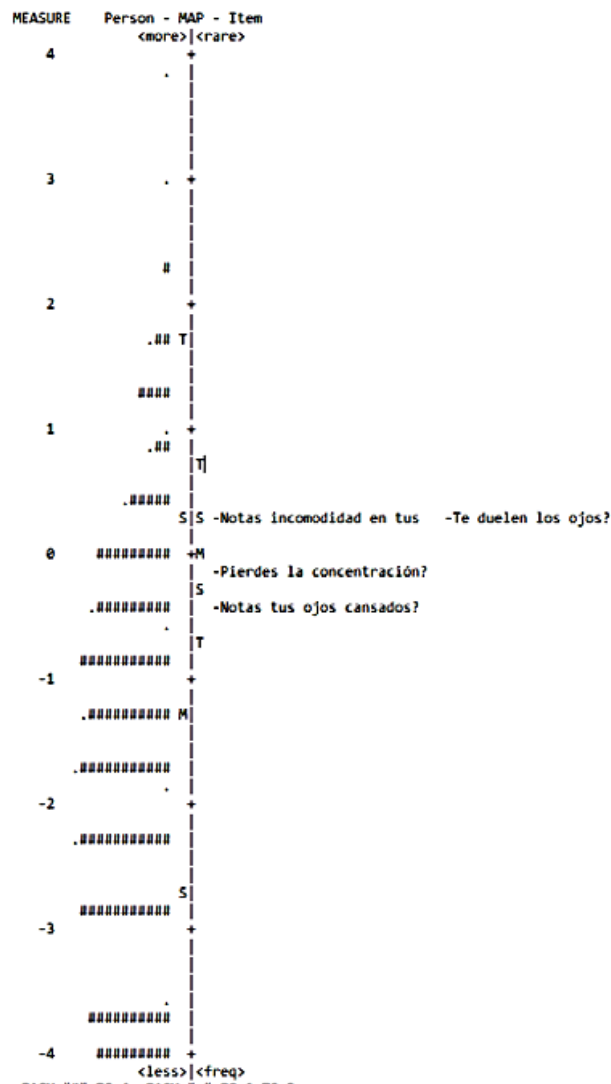 MEASURE Person - MAP - Item
<more>|<rare>
4 +
.
3 . +
#
2 +
.## T|
####
1 . +
.##
|T|
.#####
S|S -Notas incomodidad en tus -Te duelen los ojos?
0 ######### +M
-Pierdes la concentración?
|S
.######### -Notas tus ojos cansados?
.
|T
###########
-1 +
.########## M|
.###########
.
-2 +
.###########
S|
###########
-3 +
.
##########
-4 ######### +
<less>|<freq>